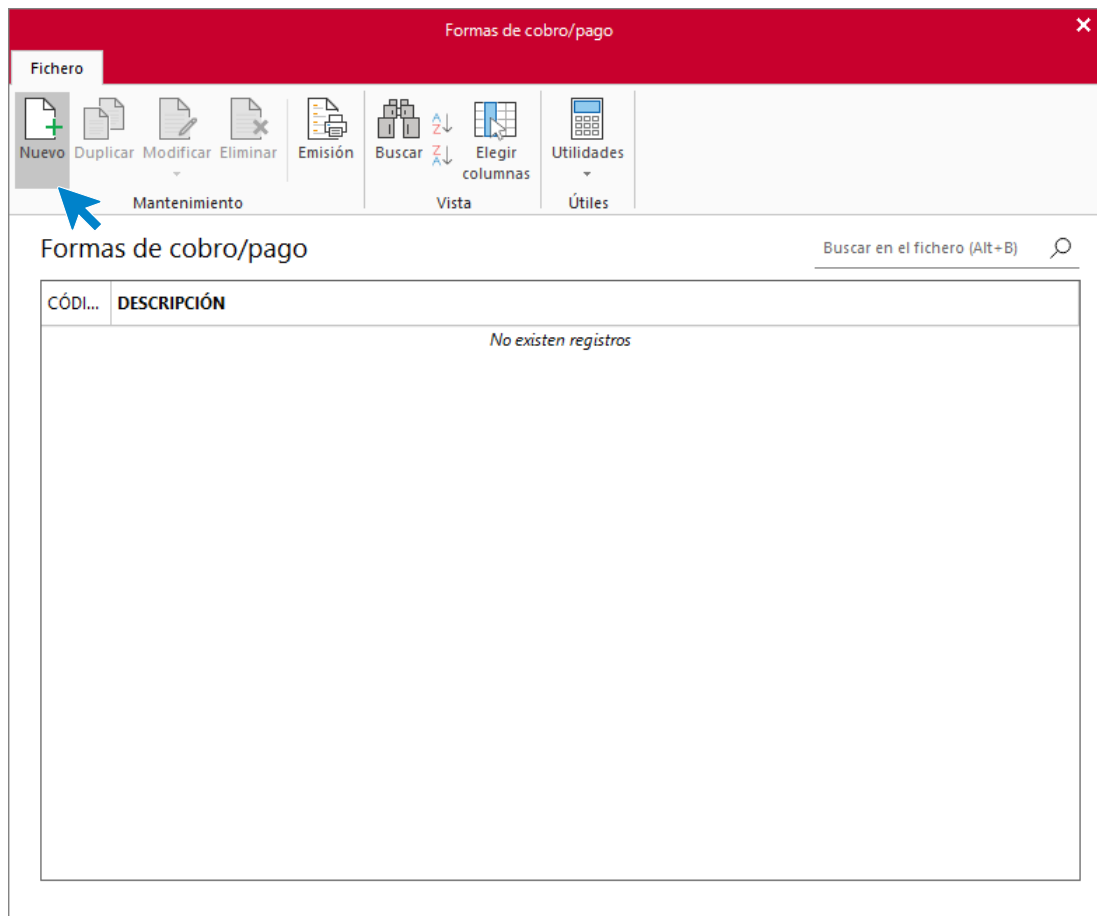 Formas de cobro/pago
Fichero
Nuevo Duplicar Modificar Eliminar Emisión Buscar Elegir columnas Utilidades
Mantenimiento Vista Útiles
Formas de cobro/pago Buscar en el fichero (Alt+B)
CÓDI... DESCRIPCIÓN
No existen registros